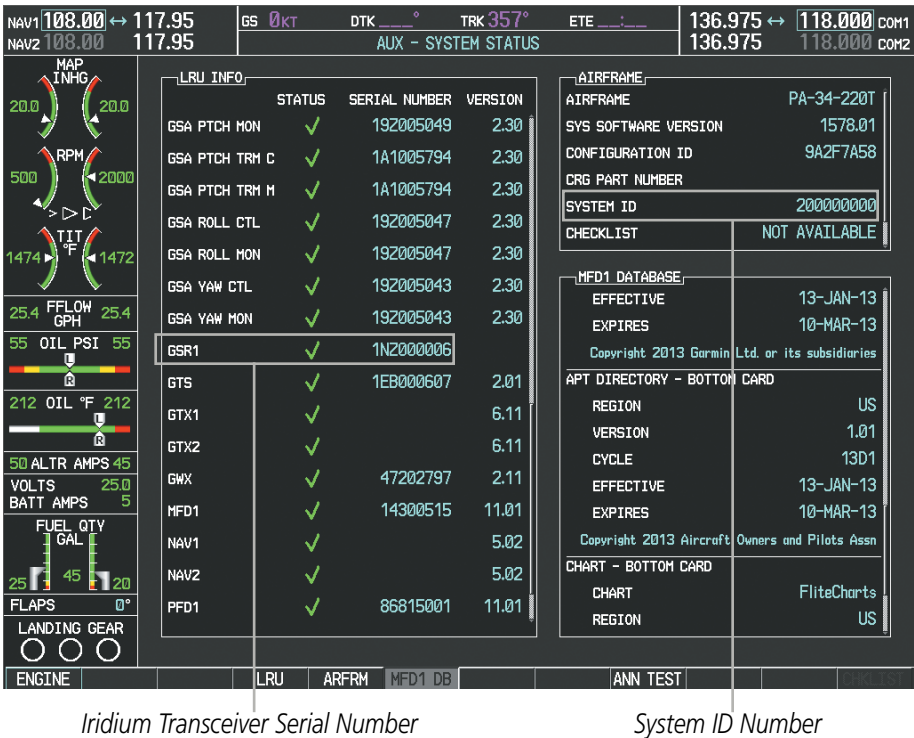 NAV1 108.00 ↔ 117.95 GS 0KT DTK ___° TRK 357° ETE __:__ 136.975 ↔ 118.000 COM1
NAV2 108.00 117.95 AUX - SYSTEM STATUS 136.975 118.000 COM2
MAP
INHG
20.0 20.0
RPM
500 2000
TIT
°F
1474 1472
25.4 FFLOW 25.4
GPH
55 OIL PSI 55
L
R
212 OIL °F 212
L
R
50 ALTR AMPS 45
VOLTS 25.0
BATT AMPS 5
FUEL QTY
GAL
25 45 20
FLAPS 0°
LANDING GEAR
LRU INFO
STATUS SERIAL NUMBER VERSION
GSA PTCH MON ✓ 19Z005049 2.30
GSA PTCH TRM C ✓ 1A1005794 2.30
GSA PTCH TRM M ✓ 1A1005794 2.30
GSA ROLL CTL ✓ 19Z005047 2.30
GSA ROLL MON ✓ 19Z005047 2.30
GSA YAW CTL ✓ 19Z005043 2.30
GSA YAW MON ✓ 19Z005043 2.30
GSR1 ✓ 1NZ000006
GTS ✓ 1EB000607 2.01
GTX1 ✓ 6.11
GTX2 ✓ 6.11
GWX ✓ 47202797 2.11
MFD1 ✓ 14300515 11.01
NAV1 ✓ 5.02
NAV2 ✓ 5.02
PFD1 ✓ 86815001 11.01
AIRFRAME
AIRFRAME PA-34-220T
SYS SOFTWARE VERSION 1578.01
CONFIGURATION ID 9A2F7A58
CRG PART NUMBER
SYSTEM ID 200000000
CHECKLIST NOT AVAILABLE
MFD1 DATABASE
EFFECTIVE 13-JAN-13
EXPIRES 10-MAR-13
Copyright 2013 Garmin Ltd. or its subsidiaries
APT DIRECTORY - BOTTOM CARD
REGION US
VERSION 1.01
CYCLE 13D1
EFFECTIVE 13-JAN-13
EXPIRES 10-MAR-13
Copyright 2013 Aircraft Owners and Pilots Assn
CHART - BOTTOM CARD
CHART FliteCharts
REGION US
ENGINE LRU ARFRM MFD1 DB ANN TEST CHKLIST
Iridium Transceiver Serial Number System ID Number